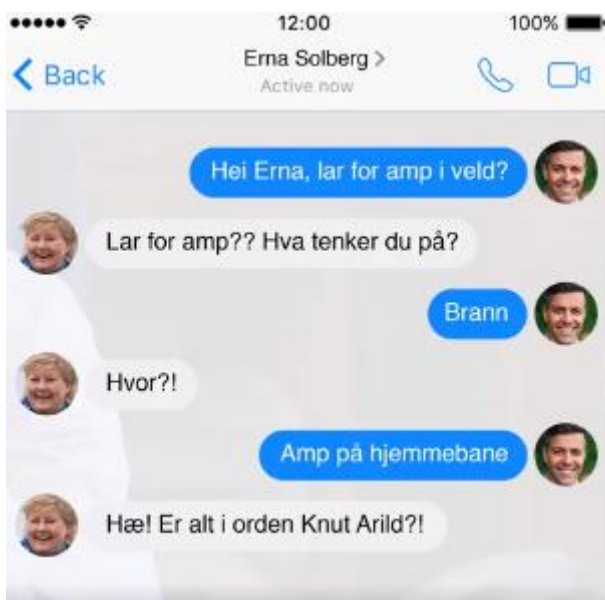 12:00
100%
Back
Erna Solberg >
Active now
Hei Erna, lar for amp i veld?
Lar for amp?? Hva tenker du på?
Brann
Hvor?!
Amp på hjemmebane
Hæ! Er alt i orden Knut Arild?!